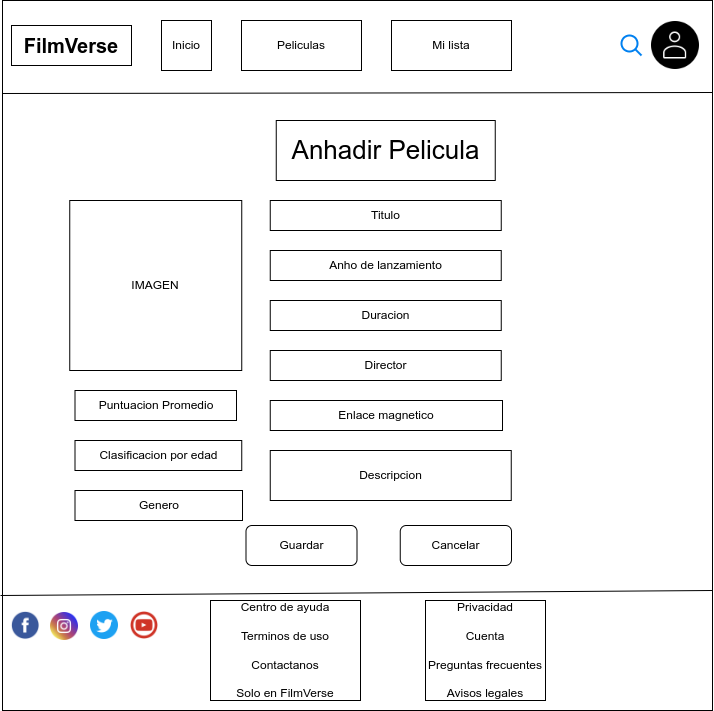 FilmVerse
Inicio
Peliculas
Mi lista
Anhadir Pelicula
IMAGEN
Puntuacion Promedio
Clasificacion por edad
Genero
Titulo
Anho de lanzamiento
Duracion
Director
Enlace magnetico
Descripcion
Guardar
Cancelar
Centro de ayuda
Terminos de uso
Contactanos
Solo en FilmVerse
Privacidad
Cuenta
Preguntas frecuentes
Avisos legales